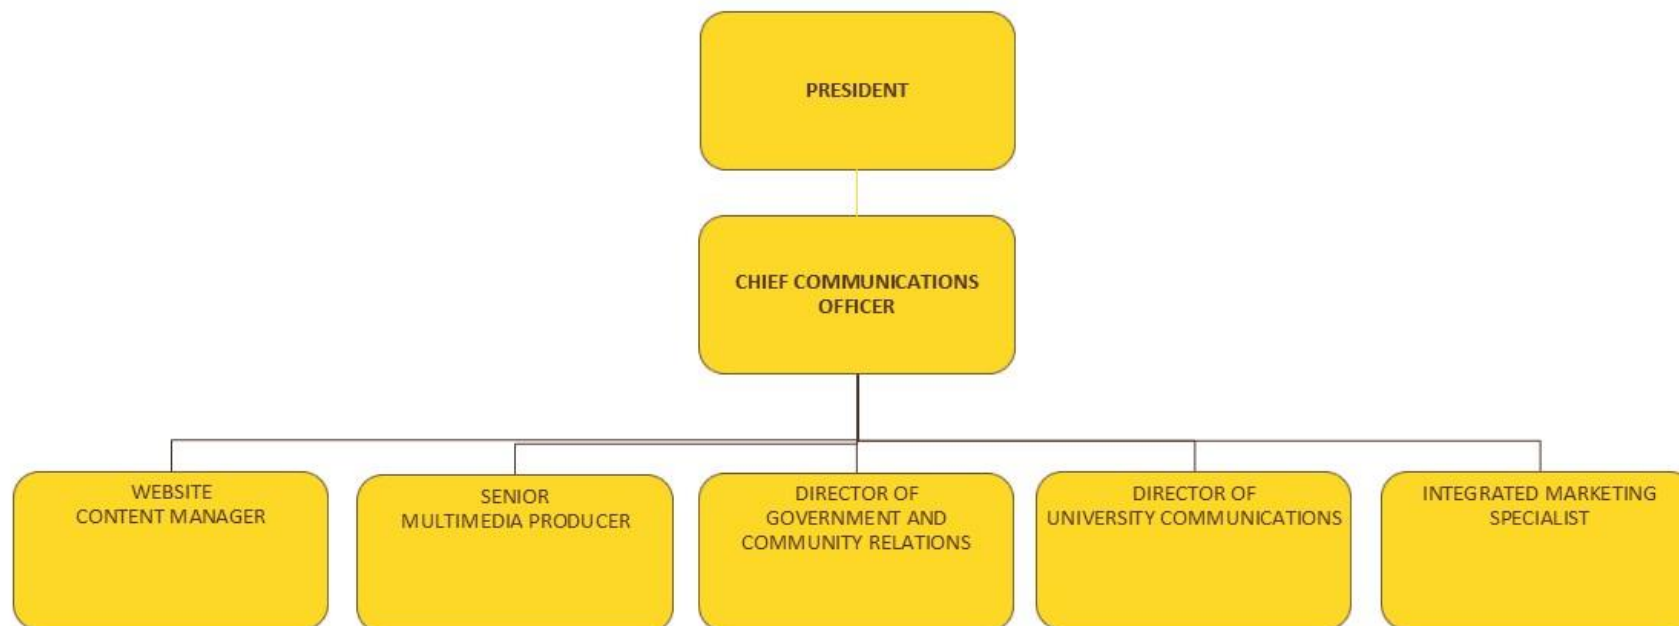 PRESIDENT
CHIEF COMMUNICATIONS
OFFICER
WEBSITE
CONTENT MANAGER
SENIOR
MULTIMEDIA PRODUCER
DIRECTOR OF
GOVERNMENT AND
COMMUNITY RELATIONS
DIRECTOR OF
UNIVERSITY COMMUNICATIONS
INTEGRATED MARKETING
SPECIALIST